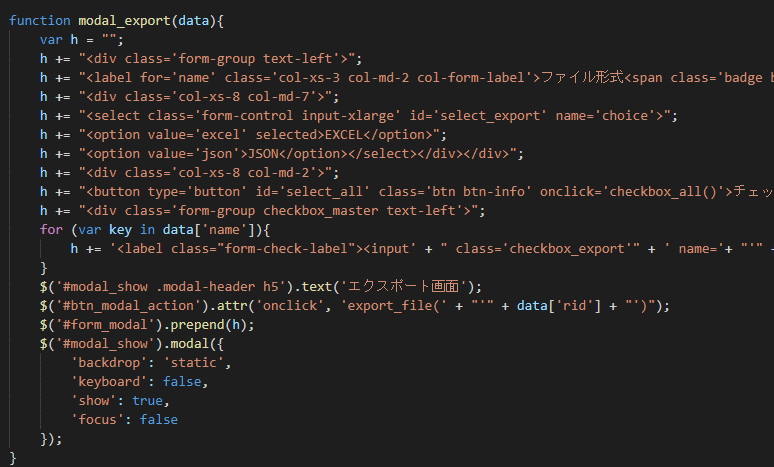 function modal_export(data){
    var h = "";
    h += "<div class='form-group text-left'>";
    h += "<label for='name' class='col-xs-3 col-md-2 col-form-label'>ファイル形式<span class='badge
    h += "<div class='col-xs-8 col-md-7'>";
    h += "<select class='form-control input-xlarge' id='select_export' name='choice'>";
    h += "<option value='excel' selected>EXCEL</option>";
    h += "<option value='json'>JSON</option></select></div></div>";
    h += "<div class='col-xs-8 col-md-2'>";
    h += "<button type='button' id='select_all' class='btn btn-info' onclick='checkbox_all()'>チェッ
    h += "<div class='form-group checkbox_master text-left'>";
    for (var key in data['name']){
        h += '<label class="form-check-label"><input' + " class='checkbox_export'" + ' name='+ "'" +
    }
    $('#modal_show .modal-header h5').text('エクスポート画面');
    $('#btn_modal_action').attr('onclick', 'export_file(' + "'" + data['rid'] + "')");
    $('#form_modal').prepend(h);
    $('#modal_show').modal({
        'backdrop': 'static',
        'keyboard': false,
        'show': true,
        'focus': false
    });
}